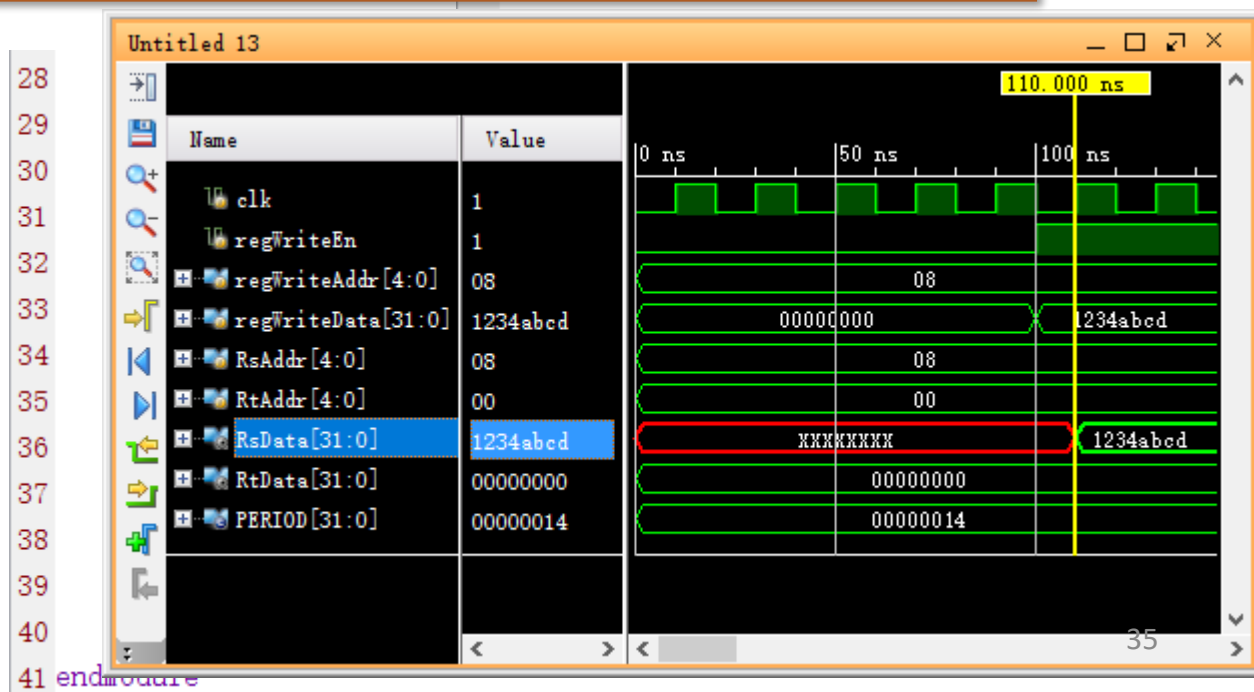 Untitled 13
28
29
30
31
32
33
34
35
36
37
38
39
40
41 endmodule
110.000 ns
Name Value
0 ns 50 ns 100 ns
clk 1
regWriteEn 1
regWriteAddr[4:0] 08 08
regWriteData[31:0] 1234abcd 00000000 1234abcd
RsAddr[4:0] 08 08
RtAddr[4:0] 00 00
RsData[31:0] 1234abcd XXXXXXXX 1234abcd
RtData[31:0] 00000000 00000000
PERIOD[31:0] 00000014 00000014
35